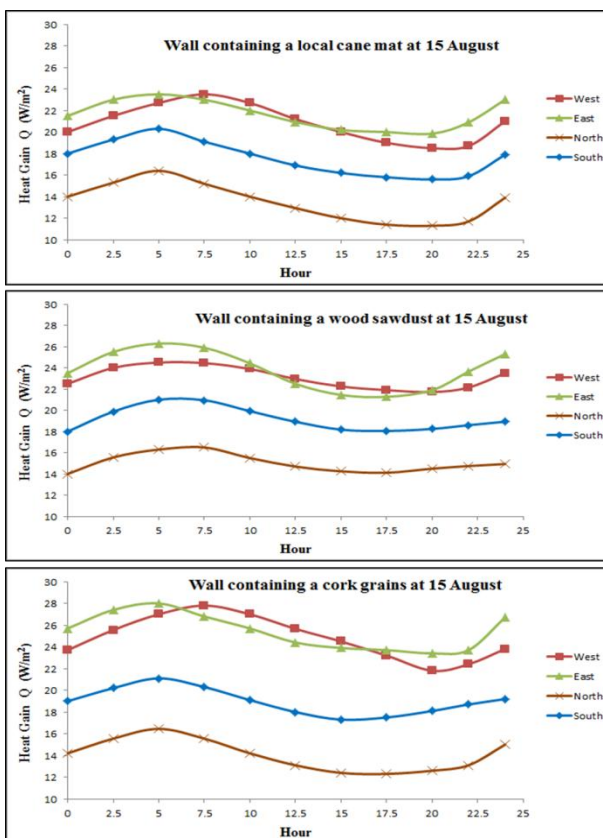 Wall containing a local cane mat at 15 August
Heat Gain Q (W/m²)
30
28
26
24
22
20
18
16
14
12
10
0 2.5 5 7.5 10 12.5 15 17.5 20 22.5 25
Hour
West
East
North
South
Wall containing a wood sawdust at 15 August
Heat Gain Q (W/m²)
30
28
26
24
22
20
18
16
14
12
10
0 2.5 5 7.5 10 12.5 15 17.5 20 22.5 25
Hour
West
East
North
South
Wall containing a cork grains at 15 August
Heat Gain Q (W/m²)
30
28
26
24
22
20
18
16
14
12
10
0 2.5 5 7.5 10 12.5 15 17.5 20 22.5 25
Hour
West
East
North
South